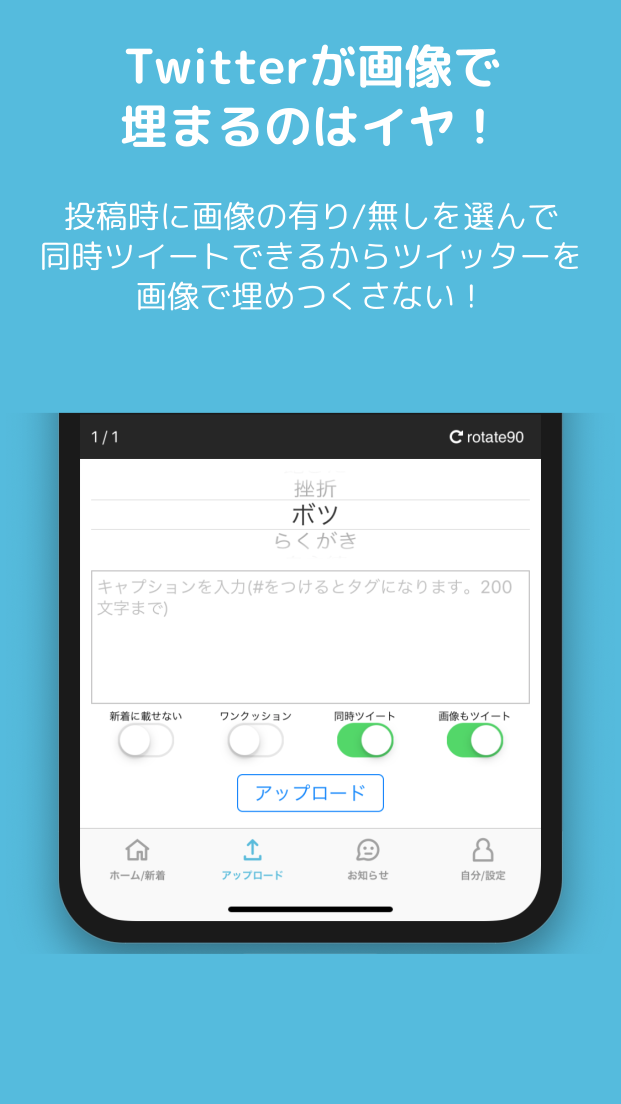 Twitterが画像で
埋まるのはイヤ！
投稿時に画像の有り/無しを選んで
同時ツイートできるからツイッターを
画像で埋めつくさない！
1 / 1
rotate90
挫折
ボツ
らくがき
キャプションを入力(#をつけるとタグになります。200
文字まで)
新着に載せない
ワンクッション
同時ツイート
画像もツイート
アップロード
ホーム/新着
アップロード
お知らせ
自分/設定